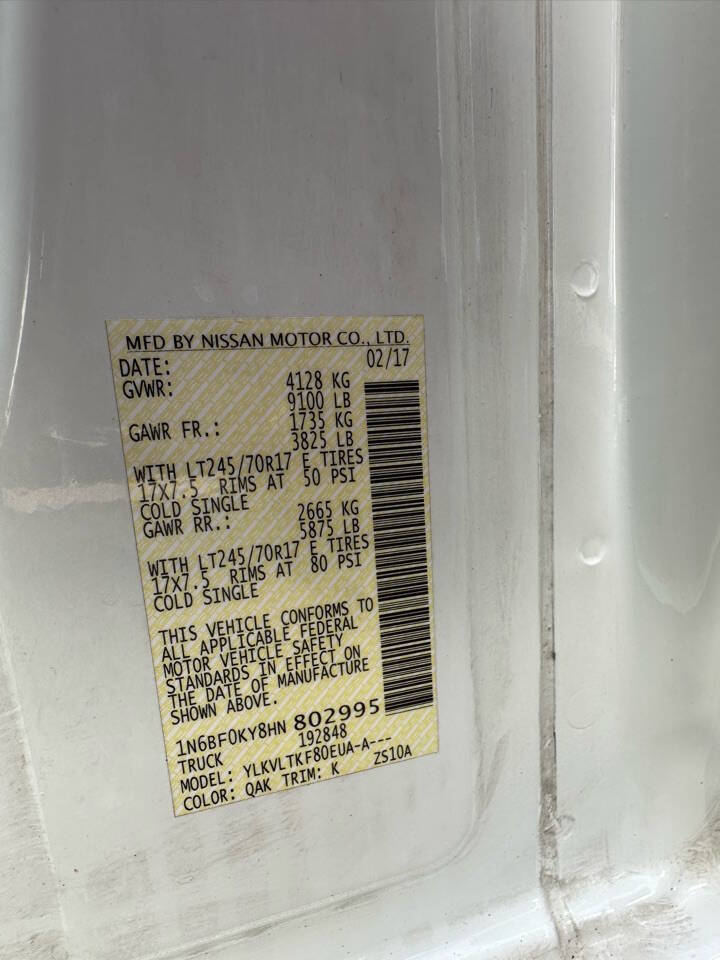 MFD BY NISSAN MOTOR CO., LTD.
DATE: 02/17
GVWR: 4128 KG
9100 LB
GAWR FR.: 1735 KG
3825 LB
WITH LT245/70R17 E TIRES
17X7.5 RIMS AT 50 PSI
COLD SINGLE
GAWR RR.: 2665 KG
5875 LB
WITH LT245/70R17 E TIRES
17X7.5 RIMS AT 80 PSI
COLD SINGLE
THIS VEHICLE CONFORMS TO
ALL APPLICABLE FEDERAL
MOTOR VEHICLE SAFETY
STANDARDS IN EFFECT ON
THE DATE OF MANUFACTURE
SHOWN ABOVE.
1N6BF0KY8HN 802995
TRUCK 192848
MODEL: YLKVLTKF80EUA-A---
COLOR: QAK TRIM: K ZS10A